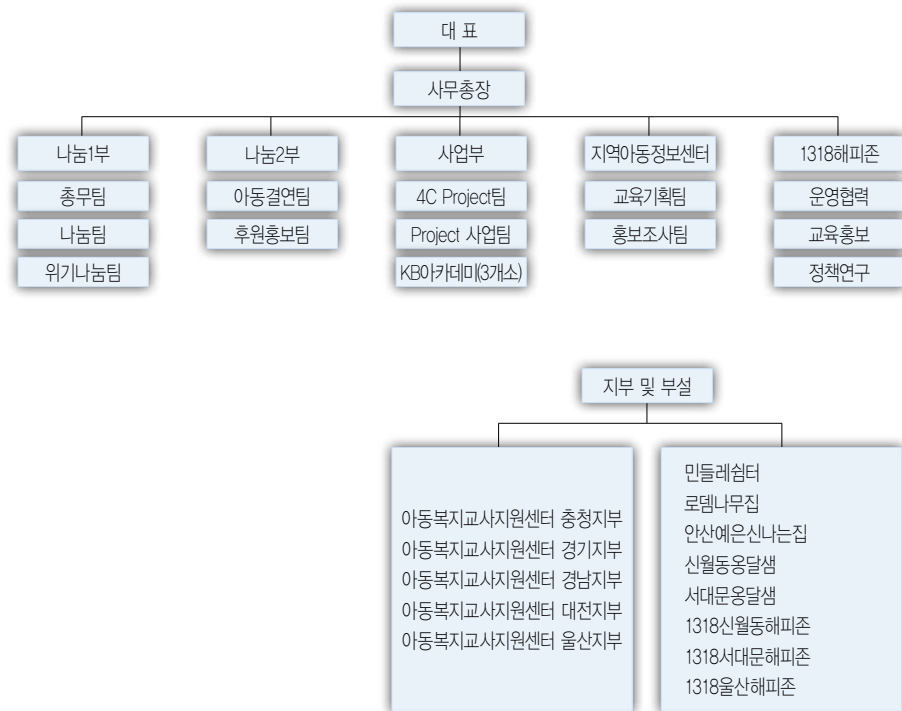 대 표
사무총장
나눔1부
총무팀
나눔팀
위기나눔팀
나눔2부
아동결연팀
후원홍보팀
사업부
4C Project팀
Project 사업팀
KB아카데미(3개소)
지역아동정보센터
교육기획팀
홍보조사팀
1318해피존
운영협력
교육홍보
정책연구
지부 및 부설
아동복지교사지원센터 충청지부
아동복지교사지원센터 경기지부
아동복지교사지원센터 경남지부
아동복지교사지원센터 대전지부
아동복지교사지원센터 울산지부
민들레쉼터
로뎀나무집
안산예은신나는집
신월동옹달샘
서대문옹달샘
1318신월동해피존
1318서대문해피존
1318울산해피존